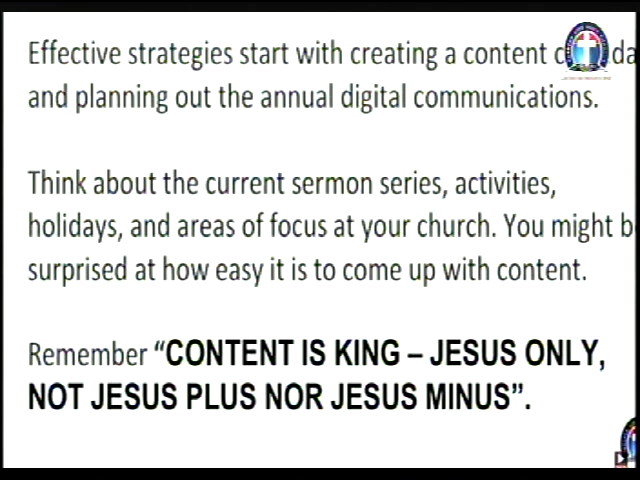 Effective strategies start with creating a content
and planning out the annual digital communications.
Think about the current sermon series, activities,
holidays, and areas of focus at your church. You might
surprised at how easy it is to come up with content.
Remember “CONTENT IS KING – JESUS ONLY,
NOT JESUS PLUS NOR JESUS MINUS”.